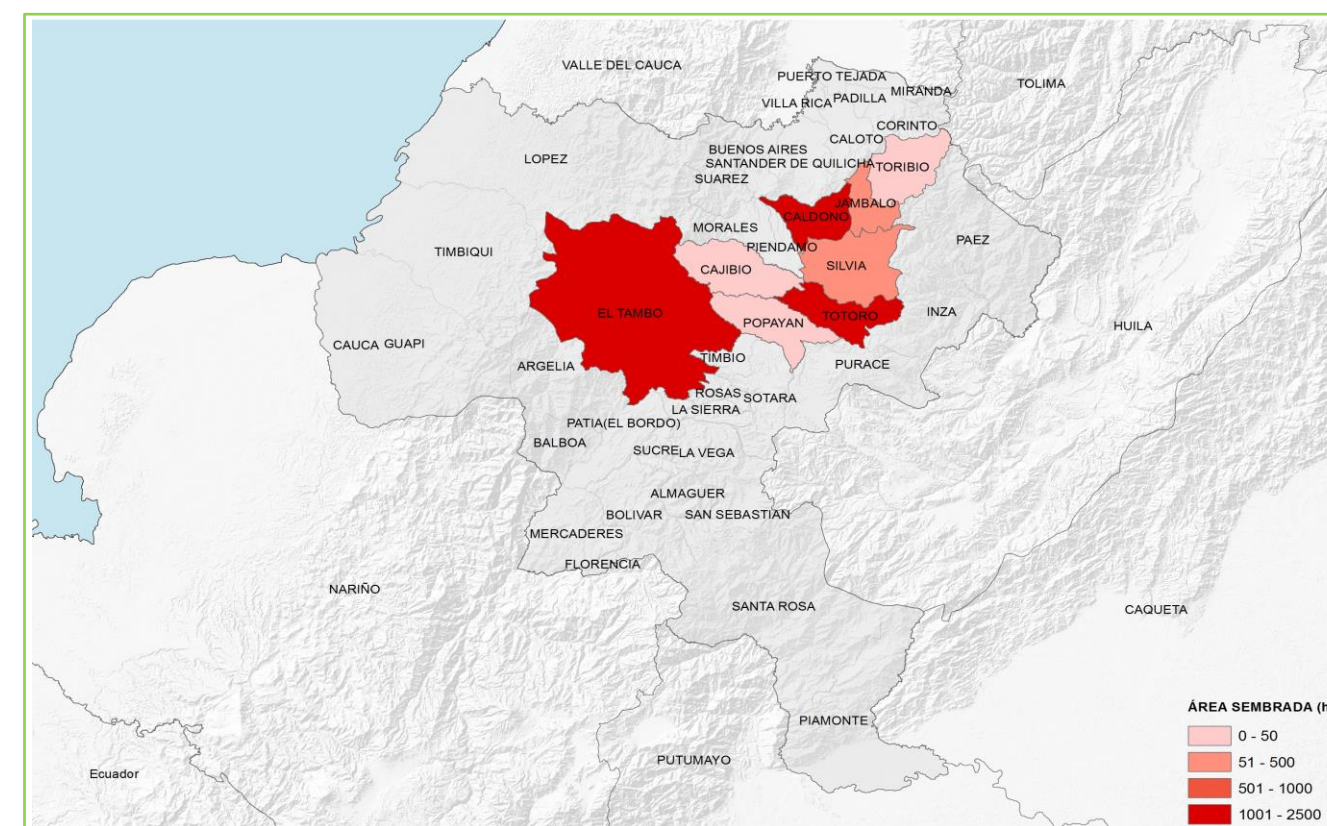 VALLE DEL CAUCA
PUERTO TEJADA
TOLIMA
MIRANDA
VILLA RICA
PADILLA
CORINTO
CALOTO
BUENOS AIRES
LOPEZ
SANTANDER DE QUILICHA
TORIBIO
SUAREZ
JAMBALO
CALDONO
MORALES
PIENDAMO
PAEZ
TIMBIQUI
CAJIBIO
SILVIA
EL TAMBO
POPAYAN
TOTORO
INZA
HUILA
CAUCA
GUAPI
ARGELIA
TIMBIO
PURACE
ROSAS
SOTARA
LA SIERRA
PATIA(EL BORDO)
BALBOA
SUCRE
LA VEGA
ALMAGUER
BOLIVAR
SAN SEBASTIAN
MERCADERES
FLORENCIA
NARIÑO
SANTA ROSA
CAQUETA
PIAMONTE
PUTUMAYO
Ecuador
ÁREA SEMBRADA (h
0 - 50
51 - 500
501 - 1000
1001 - 2500